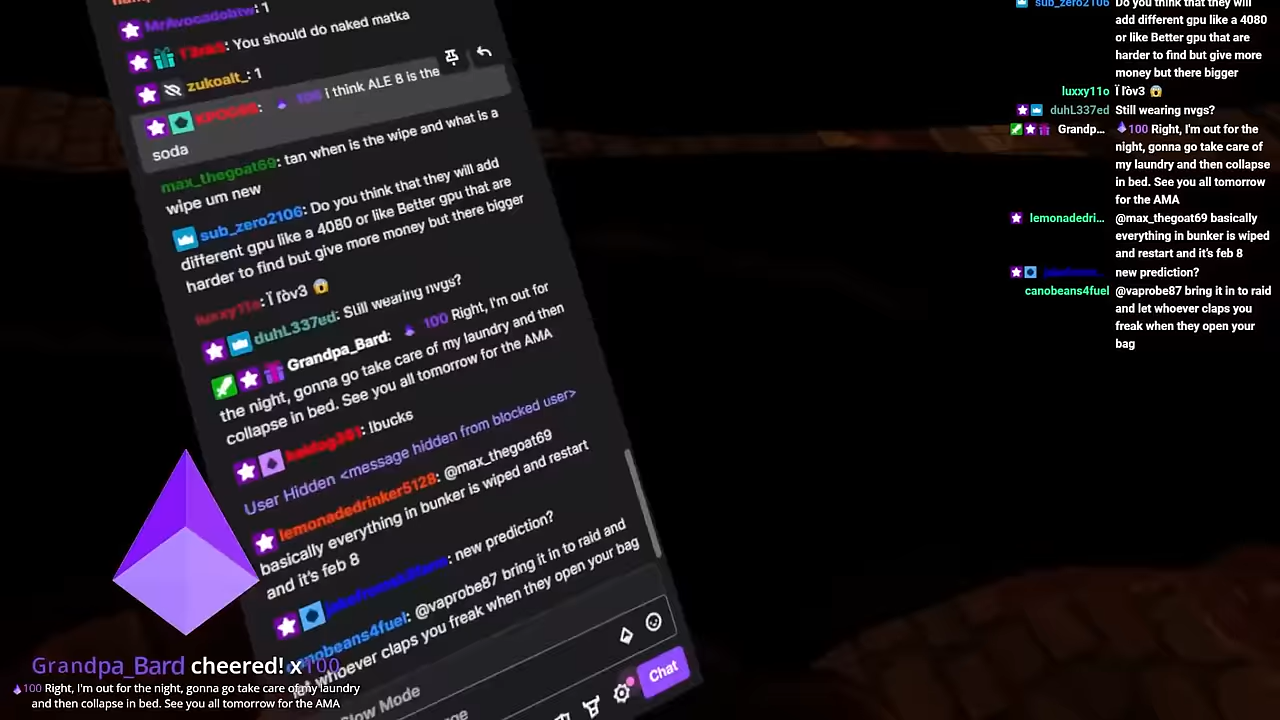 MrAvocadobtw: 1
: You should do naked matka
zukoalt_: 1
: 100 i think ALE 8 is the
soda
max_thegoat69: tan when is the wipe and what is a
wipe um new
sub_zero2106: Do you think that they will add
different gpu like a 4080 or like Better gpu that are
harder to find but give more money but there bigger
luxxy11o: Ï ľòv3 😱
duhL337ed: Still wearing nvgs?
Grandpa_Bard: 100 Right, I'm out for
the night, gonna go take care of my laundry and then
collapse in bed. See you all tomorrow for the AMA
: lbucks
User Hidden <message hidden from blocked user>
lemonadedrinker5128: @max_thegoat69
basically everything in bunker is wiped and restart
and it's feb 8
: new prediction?
nobeans4fuel: @vaprobe87 bring it in to raid and
whoever claps you freak when they open your bag
Slow Mode
Chat
Grandpa_Bard cheered! x100
100 Right, I'm out for the night, gonna go take care of my laundry
and then collapse in bed. See you all tomorrow for the AMA
sub_zero2106 Do you think that they will
add different gpu like a 4080
or like Better gpu that are
harder to find but give more
money but there bigger
luxxy11o Ï ľòv3 😱
duhL337ed Still wearing nvgs?
Grandp... 100 Right, I'm out for the
night, gonna go take care of
my laundry and then collapse
in bed. See you all tomorrow
for the AMA
lemonadedri... @max_thegoat69 basically
everything in bunker is wiped
and restart and it's feb 8
new prediction?
canobeans4fuel @vaprobe87 bring it in to raid
and let whoever claps you
freak when they open your
bag